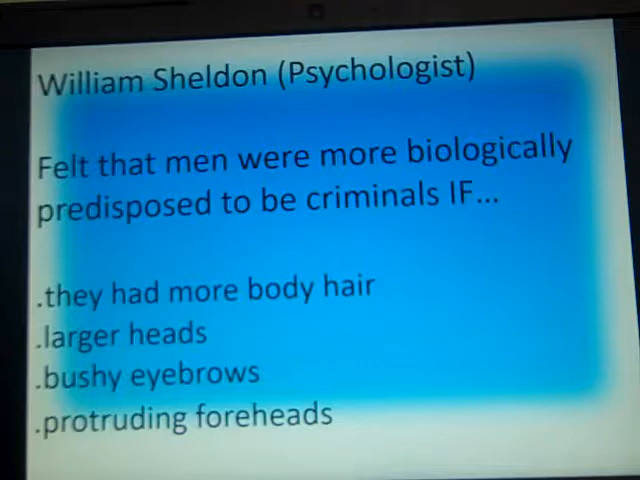 William Sheldon (Psychologist)
Felt that men were more biologically
predisposed to be criminals IF...
.they had more body hair
.larger heads
.bushy eyebrows
.protruding foreheads